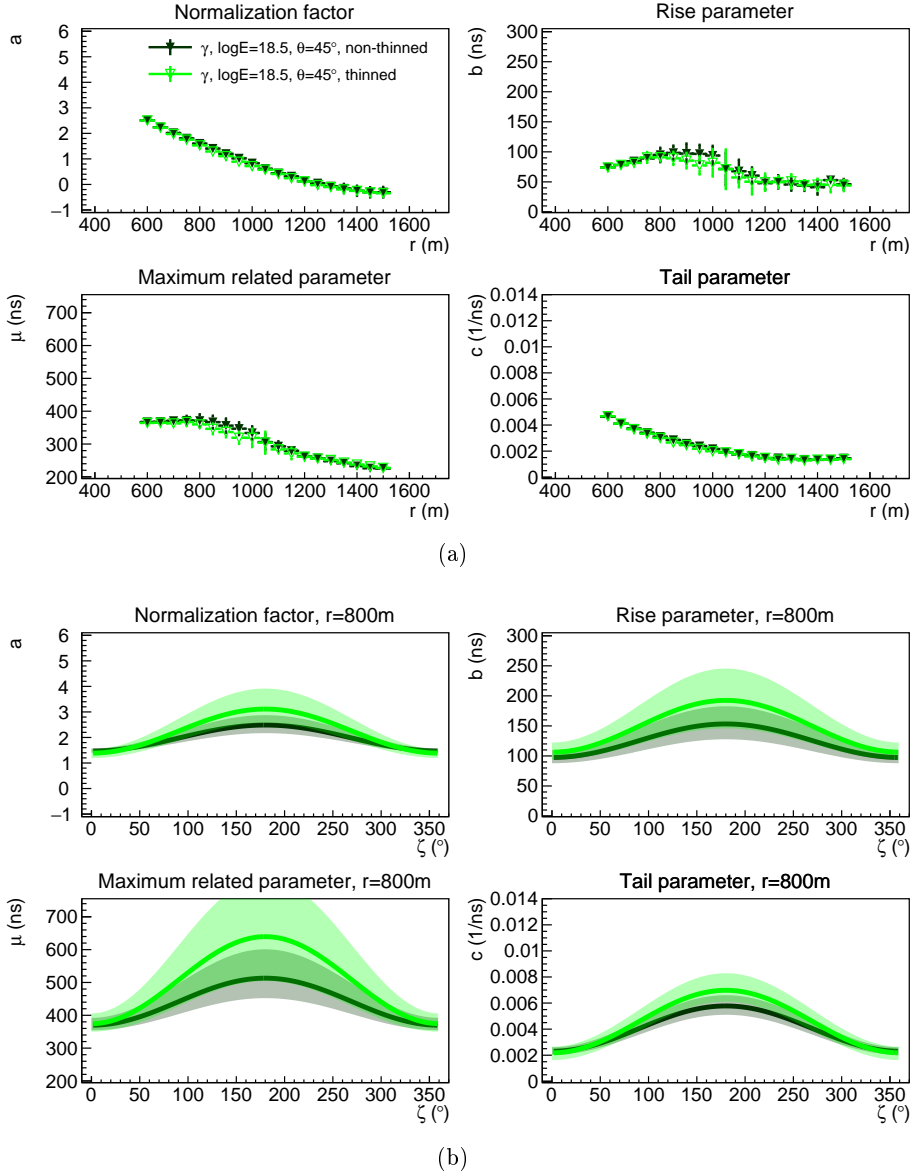 Normalization factor
a
6
5
4
3
2
1
0
−1
γ, logE=18.5, θ=45°, non-thinned
γ, logE=18.5, θ=45°, thinned
400 600 800 1000 1200 1400 1600
r (m)
Rise parameter
b (ns)
300
250
200
150
100
50
0
400 600 800 1000 1200 1400 1600
r (m)
Maximum related parameter
μ (ns)
700
600
500
400
300
200
400 600 800 1000 1200 1400 1600
r (m)
Tail parameter
c (1/ns)
0.014
0.012
0.01
0.008
0.006
0.004
0.002
0
400 600 800 1000 1200 1400 1600
r (m)
(a)
Normalization factor, r=800m
a
6
5
4
3
2
1
0
−1
0 50 100 150 200 250 300 350
ζ (°)
Rise parameter, r=800m
b (ns)
300
250
200
150
100
50
0
0 50 100 150 200 250 300 350
ζ (°)
Maximum related parameter, r=800m
μ (ns)
700
600
500
400
300
200
0 50 100 150 200 250 300 350
ζ (°)
Tail parameter, r=800m
c (1/ns)
0.014
0.012
0.01
0.008
0.006
0.004
0.002
0
0 50 100 150 200 250 300 350
ζ (°)
(b)